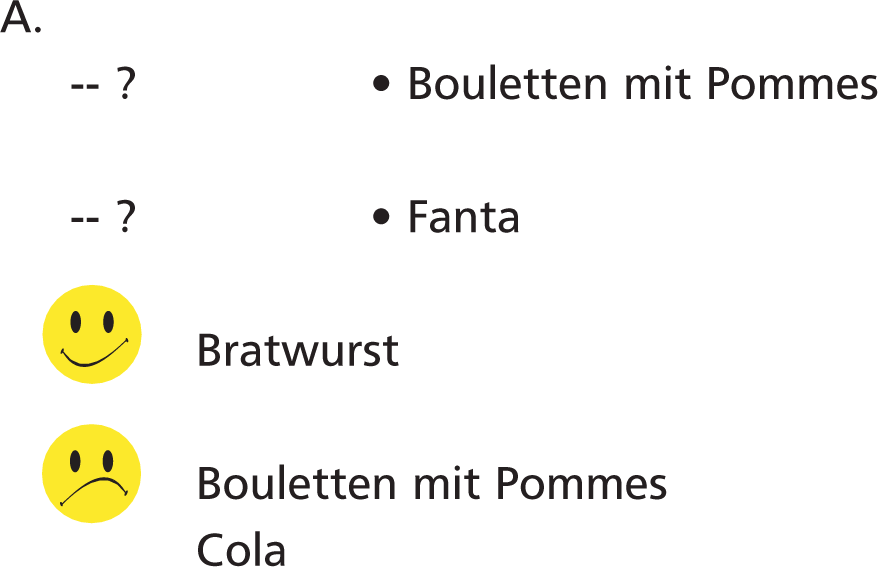 A.
-- ? • Bouletten mit Pommes
-- ? • Fanta
Bratwurst
Bouletten mit Pommes
Cola